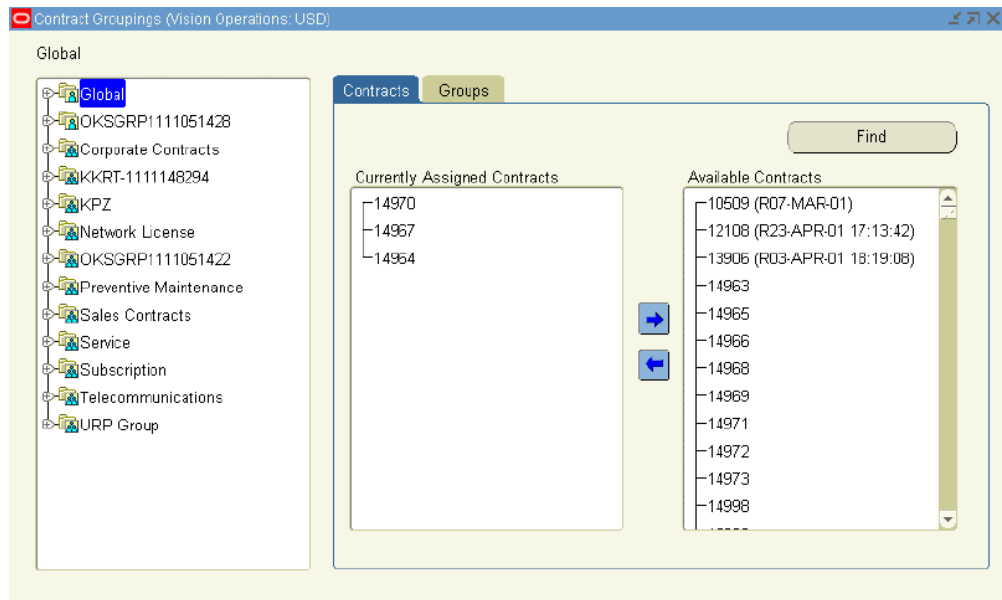 Contract Groupings (Vision Operations: USD)
Global
Global
OKSGRP1111051428
Corporate Contracts
KKRT-1111148294
KPZ
Network License
OKSGRP1111051422
Preventive Maintenance
Sales Contracts
Service
Subscription
Telecommunications
URP Group
Contracts
Groups
Find
Currently Assigned Contracts
14970
14967
14964
Available Contracts
10509 (R07-MAR-01)
12108 (R23-APR-01 17:13:42)
13906 (R03-APR-01 18:19:08)
14963
14965
14966
14968
14969
14971
14972
14973
14998